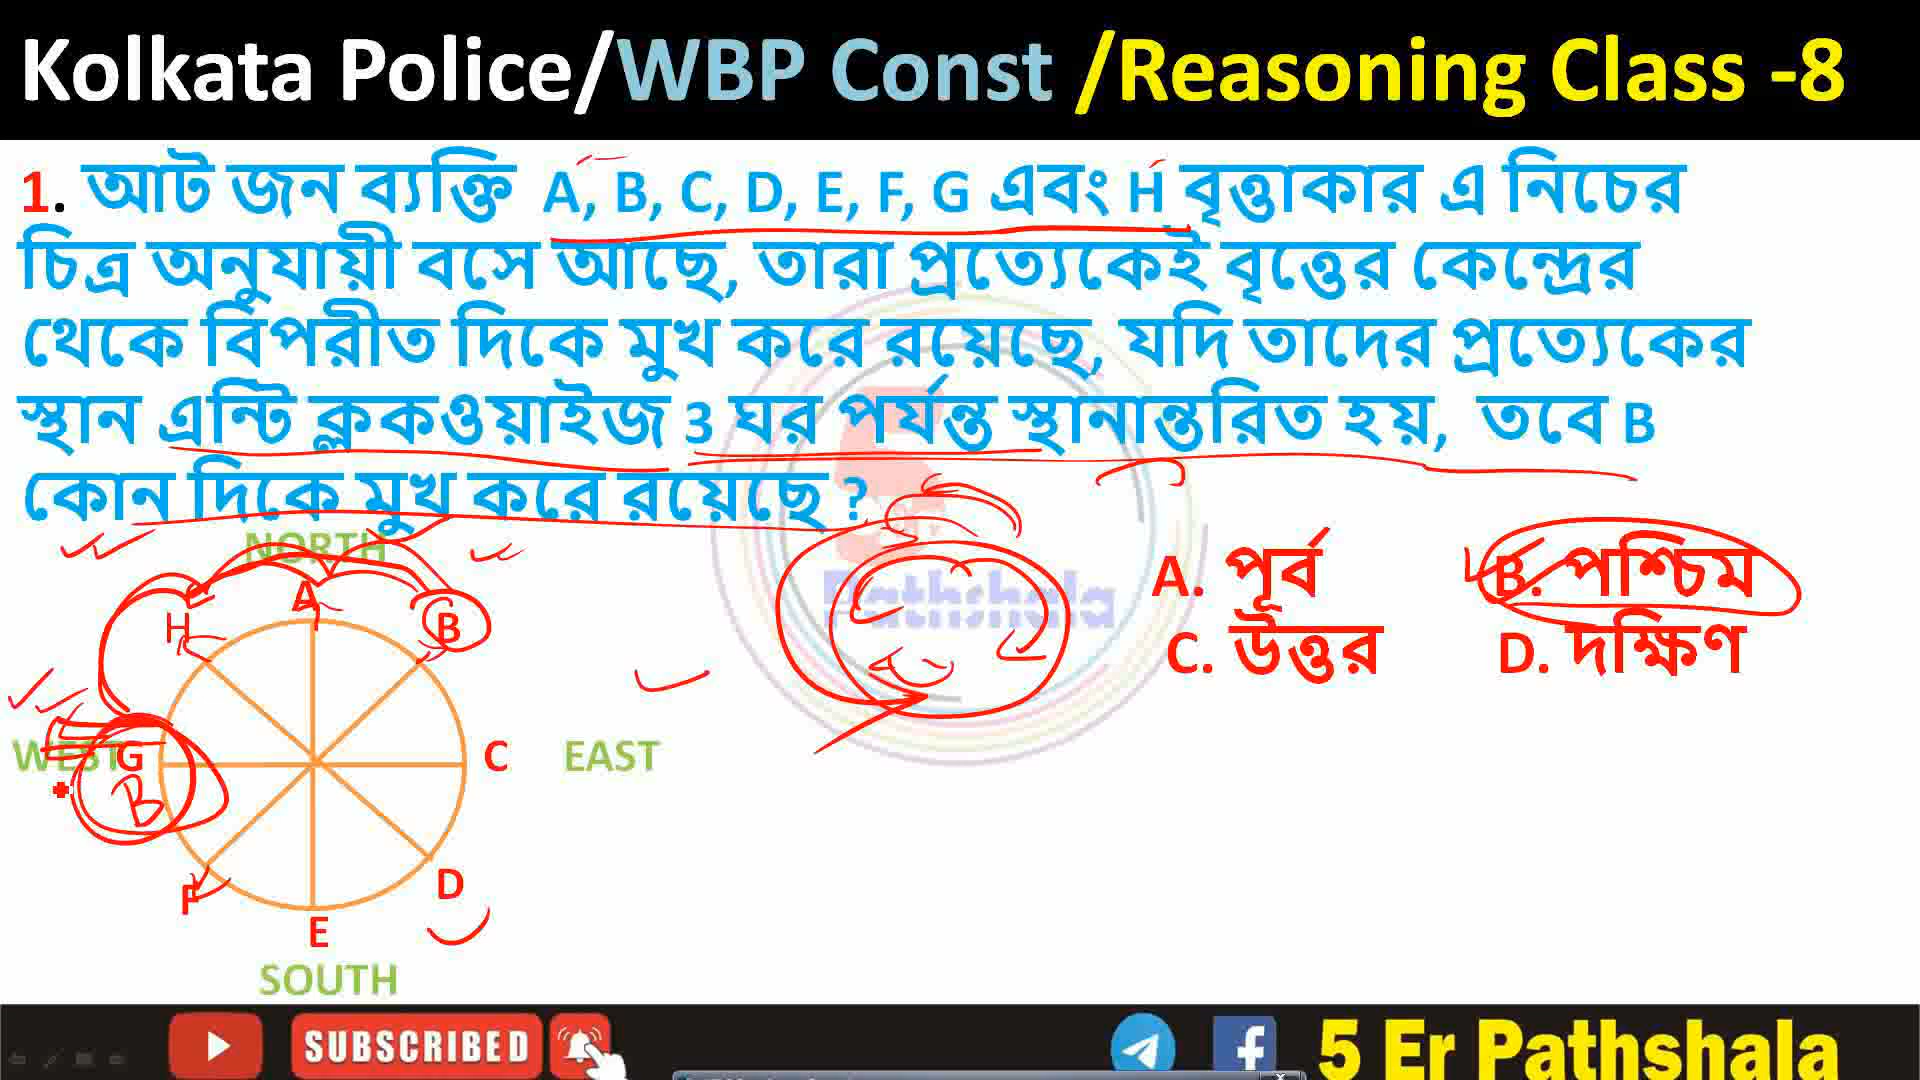 Kolkata Police/WBP Const /Reasoning Class -8
1. আট জন ব্যক্তি A, B, C, D, E, F, G এবং H বৃত্তাকার এ নিচের
চিত্র অনুযায়ী বসে আছে, তারা প্রত্যেকেই বৃত্তের কেন্দ্রের
থেকে বিপরীত দিকে মুখ করে রয়েছে, যদি তাদের প্রত্যেকের
স্থান এন্টি ক্লকওয়াইজ 3 ঘর পর্যন্ত স্থানান্তরিত হয়, তবে B
কোন দিকে মুখ করে রয়েছে ?
NORTH
A. পূর্ব B. পশ্চিম
C. উত্তর D. দক্ষিণ
A
H
B
Pathshala
WEST
G
C
EAST
B
F
D
E
SOUTH
SUBSCRIBED
5 Er Pathshala